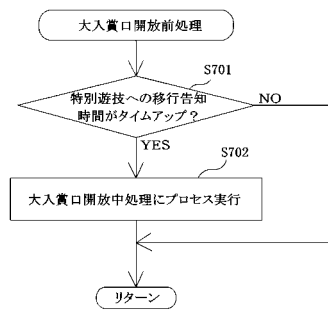 大入賞口開放前処理
S701
特別遊技への移行告知
時間がタイムアップ？
NO
YES
S702
大入賞口開放中処理にプロセス実行
リターン